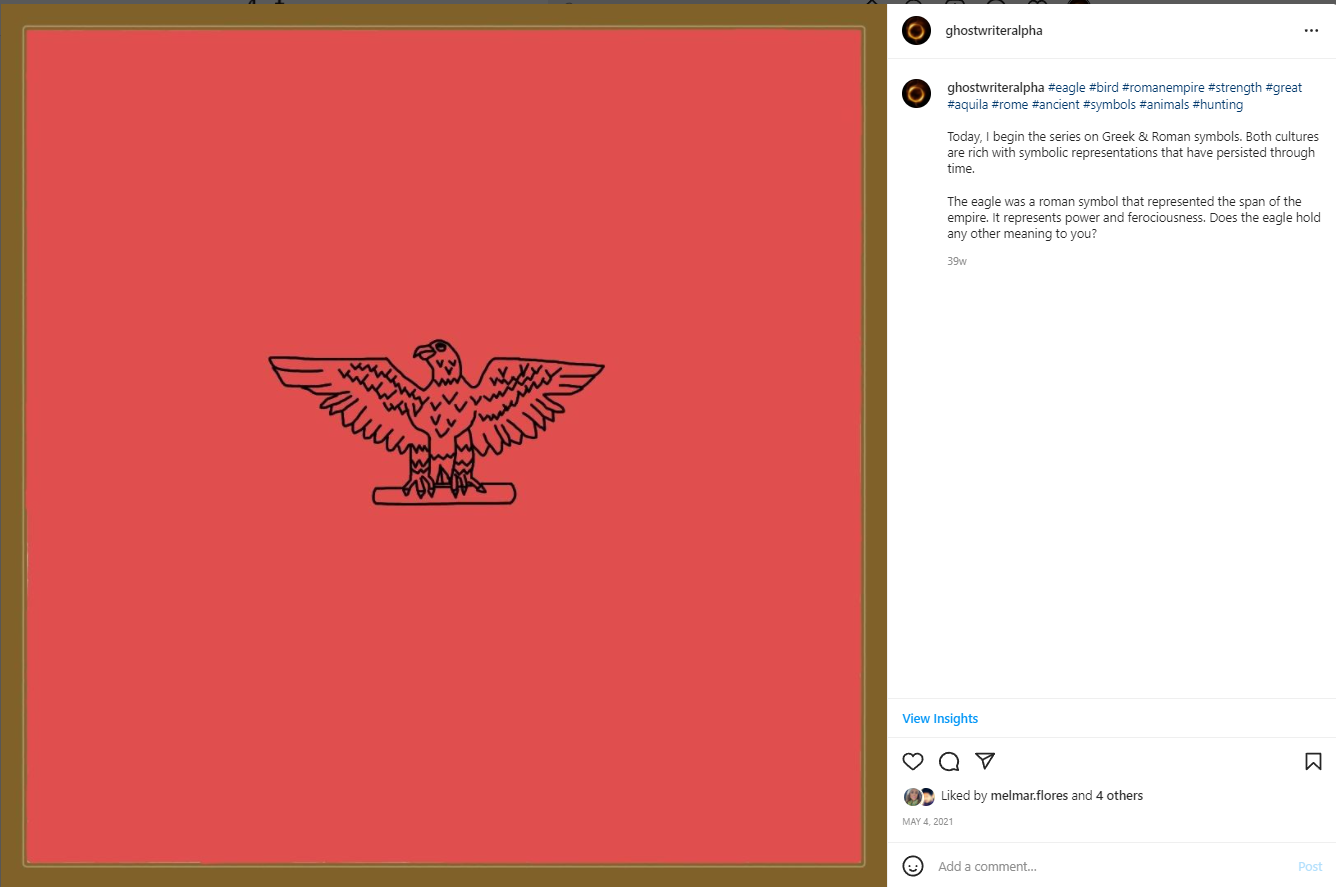 ghostwriteralpha
ghostwriteralpha #eagle #bird #romanempire #strength #great
#aquila #rome #ancient #symbols #animals #hunting
Today, I begin the series on Greek & Roman symbols. Both cultures
are rich with symbolic representations that have persisted through
time.
The eagle was a roman symbol that represented the span of the
empire. It represents power and ferociousness. Does the eagle hold
any other meaning to you?
39w
View Insights
Liked by melmar.flores and 4 others
MAY 4, 2021
Add a comment...
Post